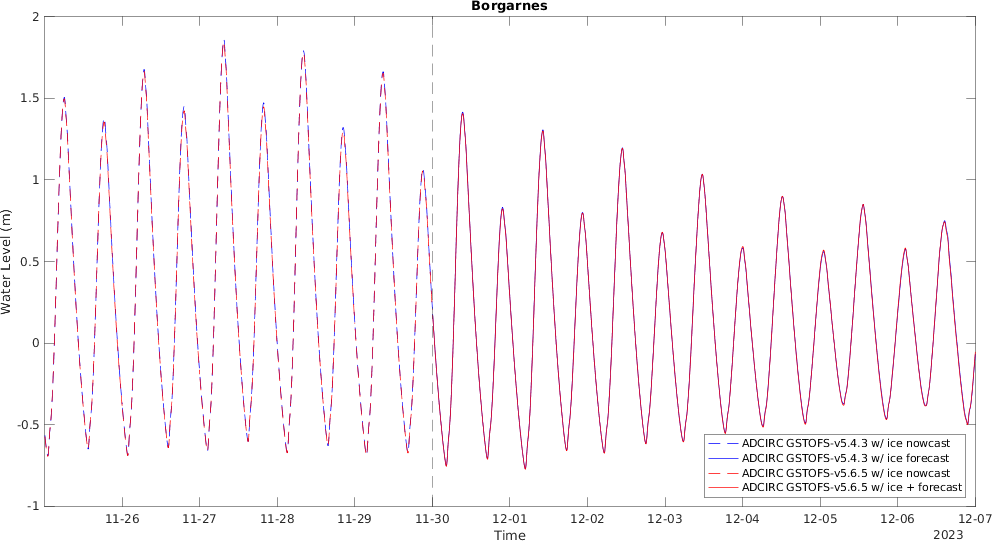 Borgarnes
Water Level (m)
2
1.5
1
0.5
0
-0.5
-1
11-26
11-27
11-28
11-29
11-30
12-01
12-02
12-03
12-04
12-05
12-06
12-07
Time
2023
ADCIRC GSTOFS-v5.4.3 w/ ice nowcast
ADCIRC GSTOFS-v5.4.3 w/ ice forecast
ADCIRC GSTOFS-v5.6.5 w/ ice nowcast
ADCIRC GSTOFS-v5.6.5 w/ ice + forecast